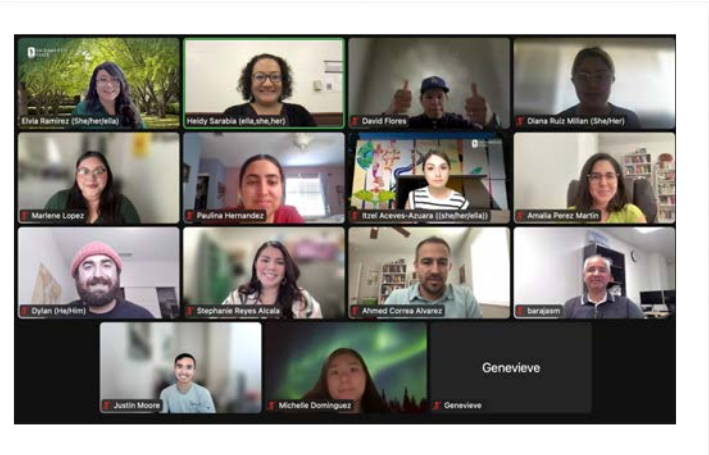 SACRAMENTO
STATE
Elvia Ramirez (She/her/ella)
Heidy Sarabia (ella,she,her)
David Flores
Diana Ruiz Millan (She/Her)
Marlene Lopez
Paulina Hernandez
Itzel Aceves-Azuara ((she/her/ella))
Amalia Perez Martin
Dylan (He/Him)
Stephanie Reyes Alcala
Ahmed Correa Alvarez
barajasm
Justin Moore
Michelle Dominguez
Genevieve
Genevieve